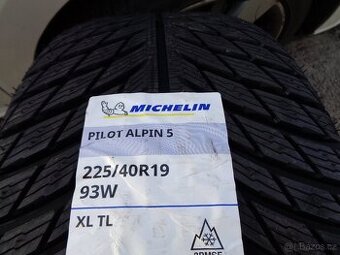 MICHELIN
PILOT ALPIN 5
225/40R19
93W
XL TL
3PMSF
Bazos.cz